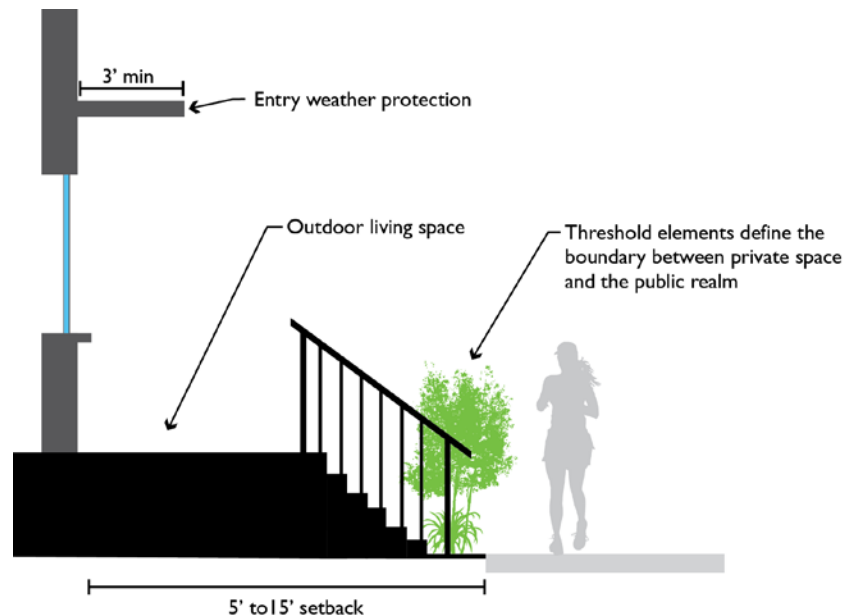 3' min
Entry weather protection
Outdoor living space
Threshold elements define the
boundary between private space
and the public realm
5' to15' setback